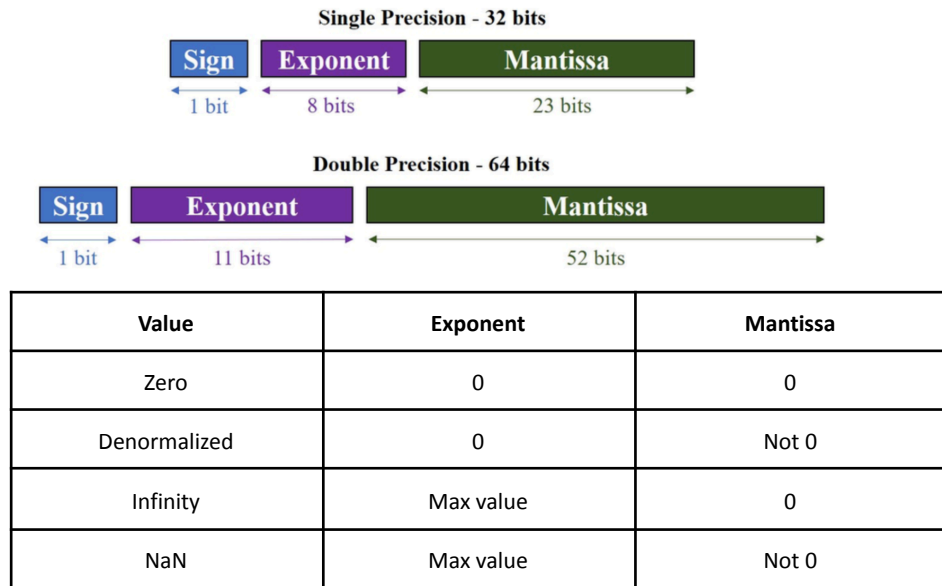 Single Precision - 32 bits
Sign Exponent Mantissa
1 bit 8 bits 23 bits
Double Precision - 64 bits
Sign Exponent Mantissa
1 bit 11 bits 52 bits
Value Exponent Mantissa
Zero 0 0
Denormalized 0 Not 0
Infinity Max value 0
NaN Max value Not 0